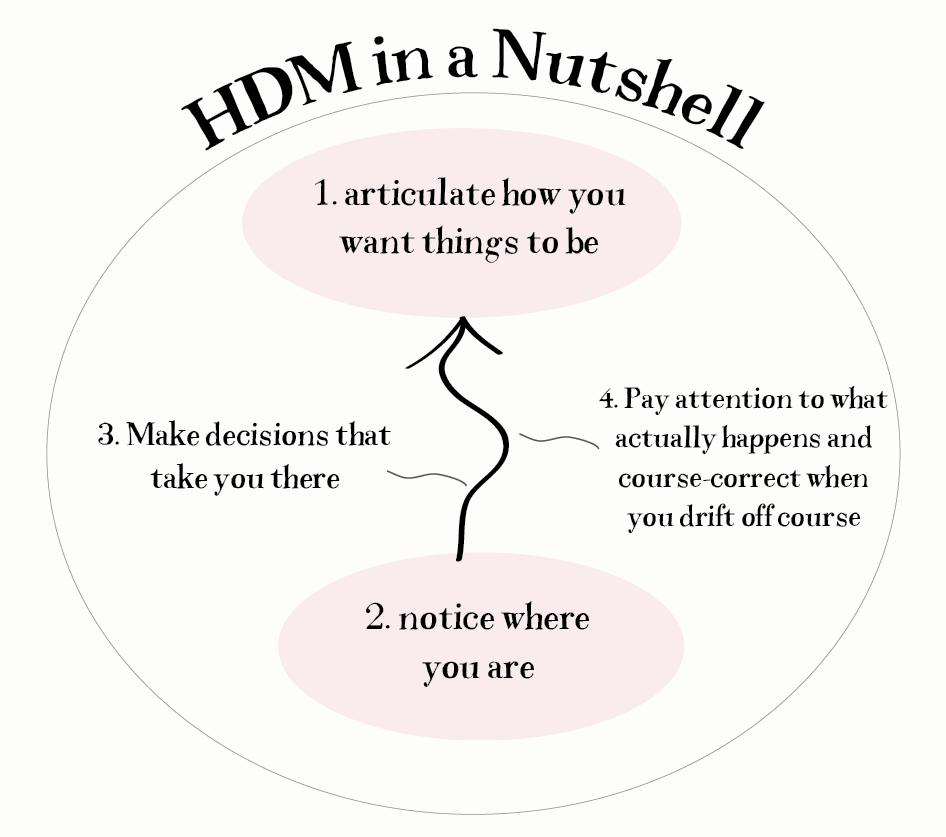 HDM in a Nutshell
1. articulate how you
want things to be
3. Make decisions that
take you there
4. Pay attention to what
actually happens and
course-correct when
you drift off course
2. notice where
you are